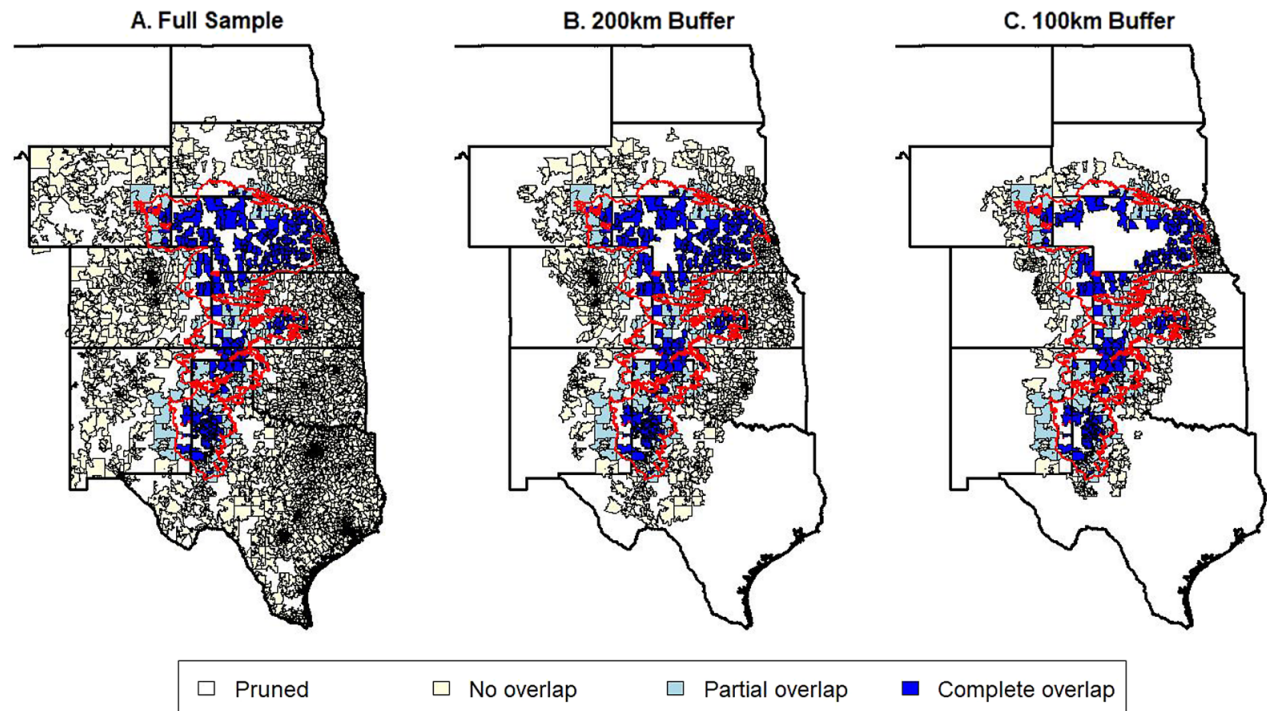 A. Full Sample
B. 200km Buffer
C. 100km Buffer
Pruned
No overlap
Partial overlap
Complete overlap